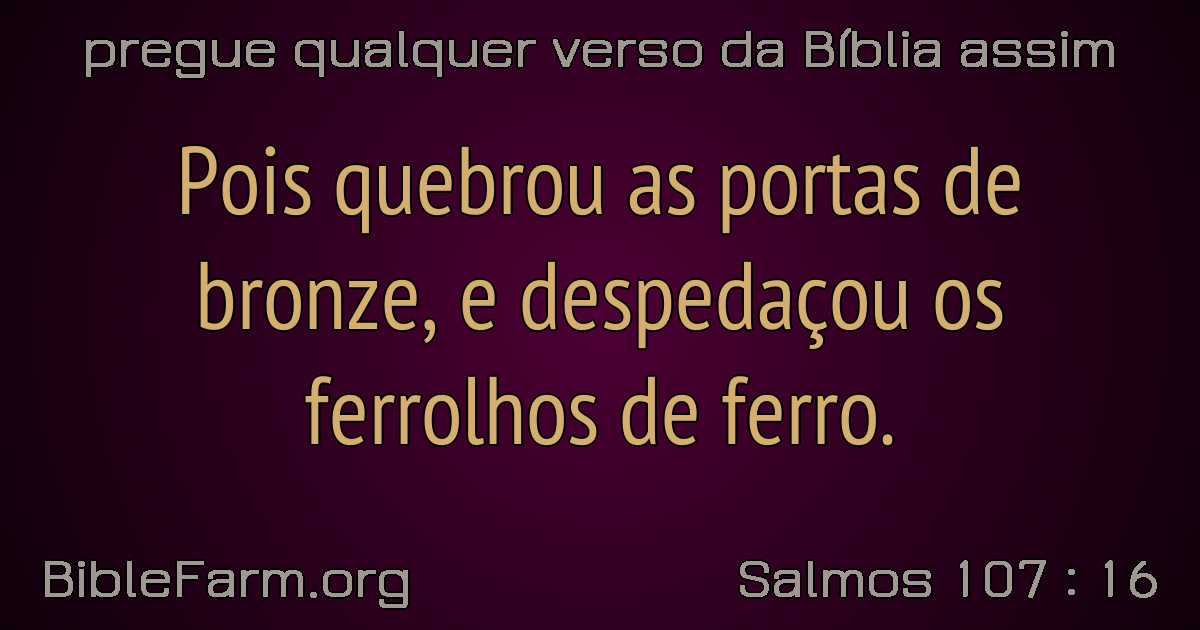 pregue qualquer verso da Bíblia assim
Pois quebrou as portas de
bronze, e despedaçou os
ferrolhos de ferro.
BibleFarm.org
Salmos 107 : 16